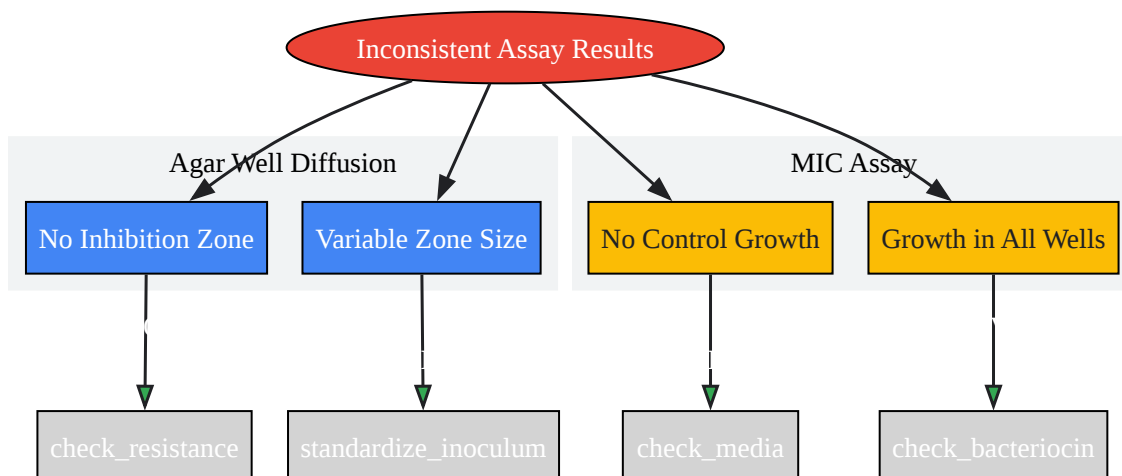 Inconsistent Assay Results
Agar Well Diffusion
MIC Assay
No Inhibition Zone
Variable Zone Size
No Control Growth
Growth in All Wells
check_resistance
standardize_inoculum
check_media
check_bacteriocin